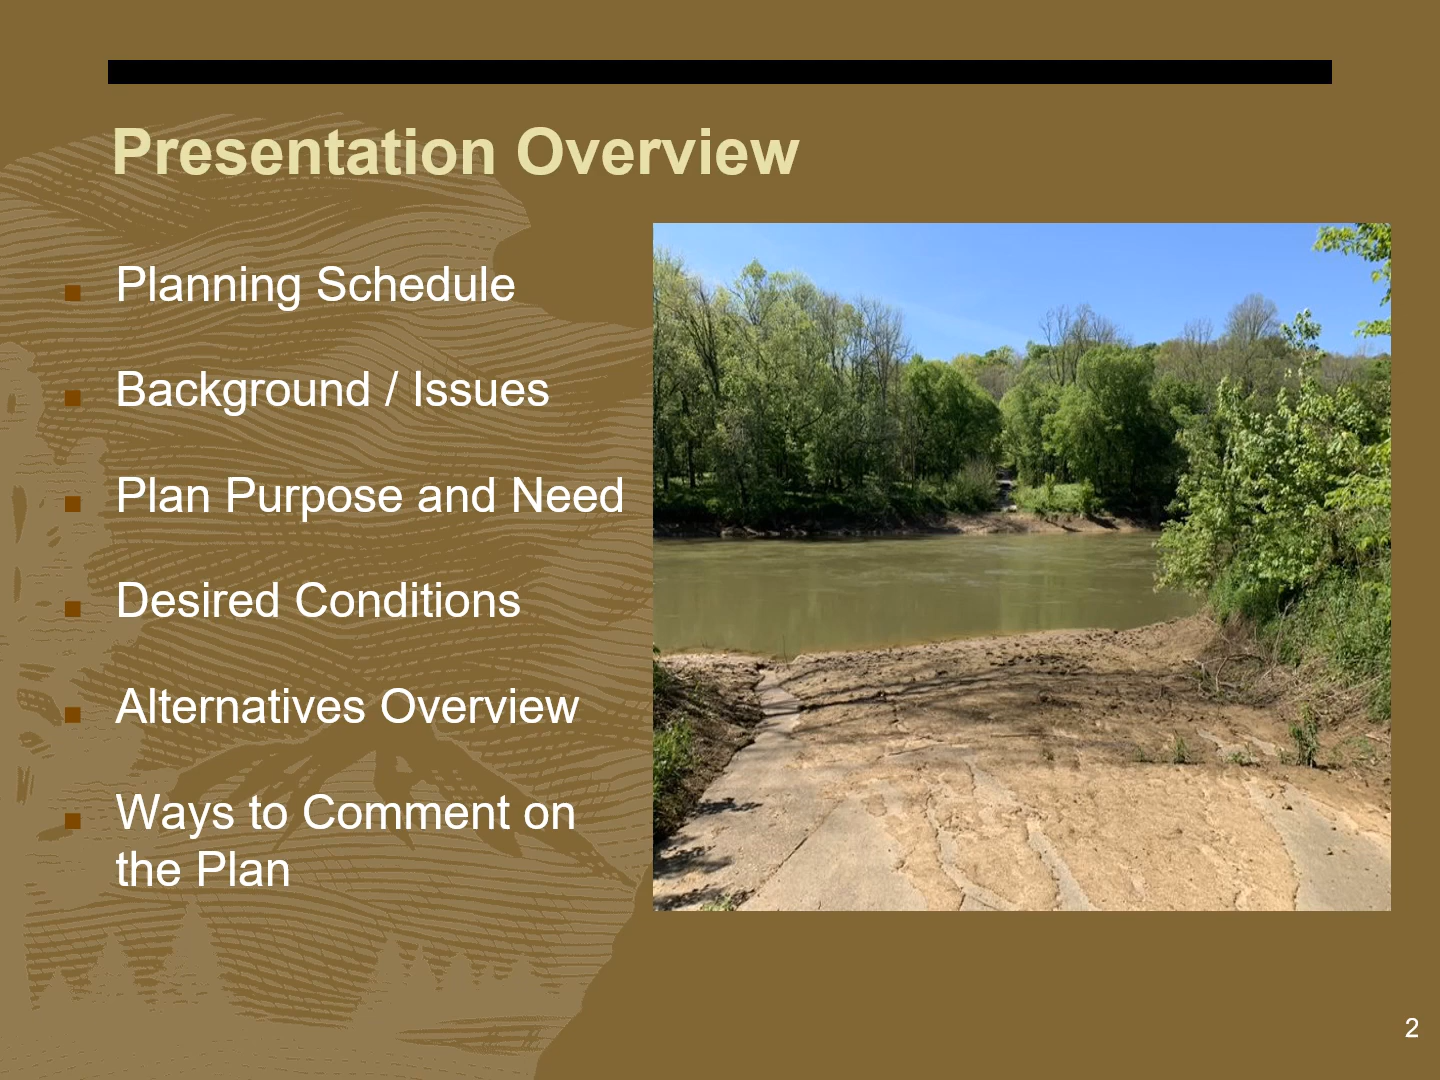 Presentation Overview
Planning Schedule
Background / Issues
Plan Purpose and Need
Desired Conditions
Alternatives Overview
Ways to Comment on
the Plan
2